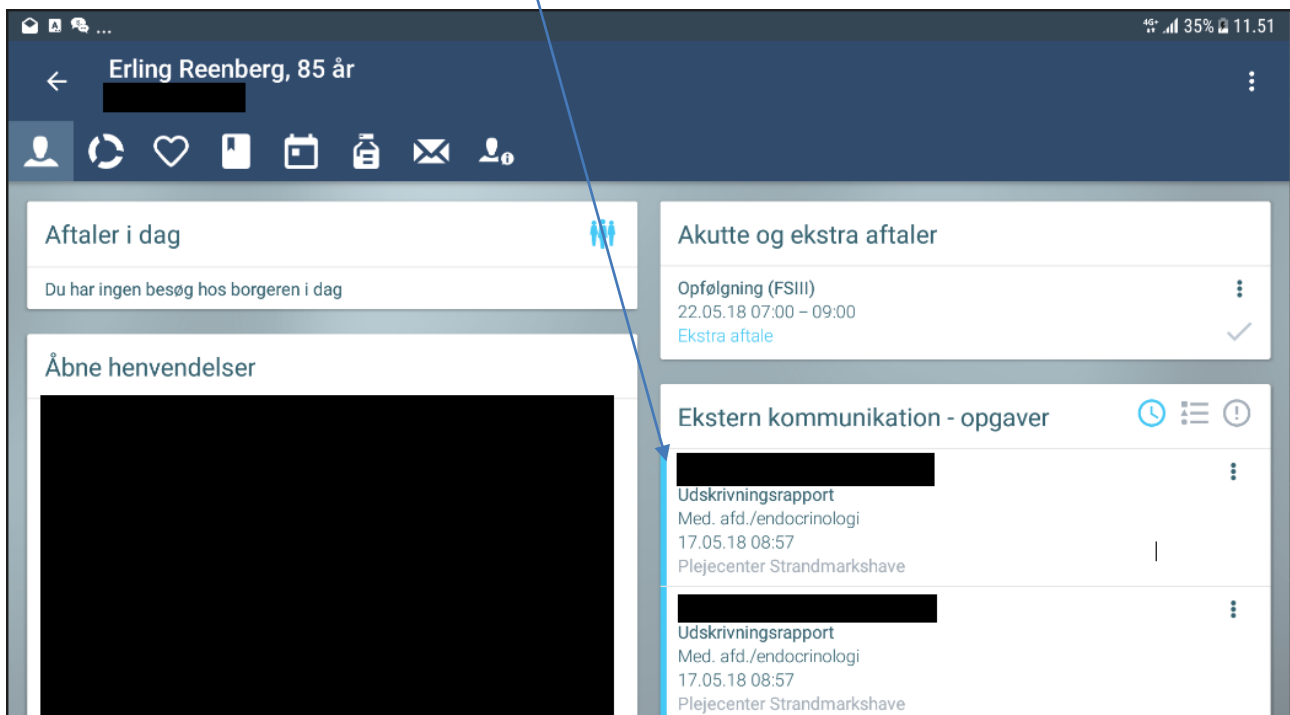 ... 4G+ 35% 11.51
Erling Reenberg, 85 år
Aftaler i dag
Du har ingen besøg hos borgeren i dag
Åbne henvendelser
Akutte og ekstra aftaler
Opfølgning (FSIII)
22.05.18 07:00 – 09:00
Ekstra aftale
Ekstern kommunikation - opgaver
Udskrivningsrapport
Med. afd./endocrinologi
17.05.18 08:57
Plejecenter Strandmarkshave
Udskrivningsrapport
Med. afd./endocrinologi
17.05.18 08:57
Plejecenter Strandmarkshave